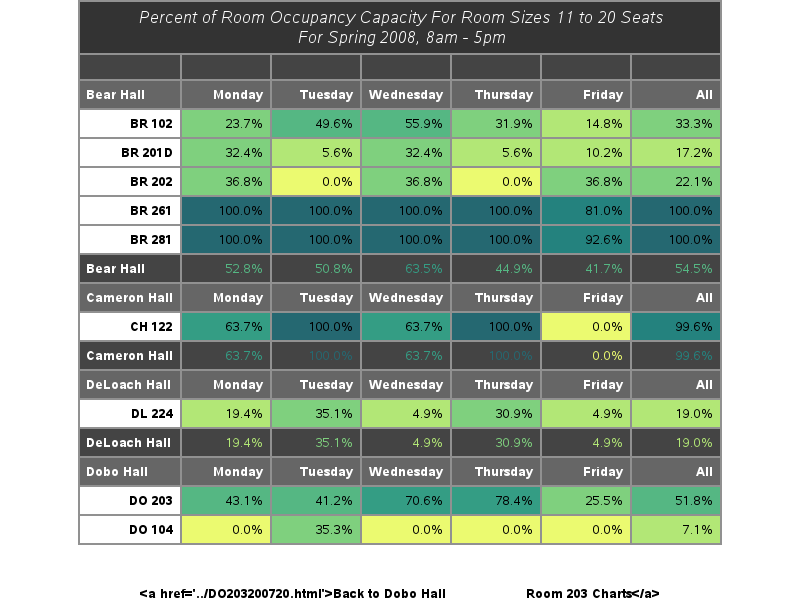 Percent of Room Occupancy Capacity For Room Sizes 11 to 20 Seats
For Spring 2008, 8am - 5pm
Bear Hall Monday Tuesday Wednesday Thursday Friday All
BR 102 23.7% 49.6% 55.9% 31.9% 14.8% 33.3%
BR 201D 32.4% 5.6% 32.4% 5.6% 10.2% 17.2%
BR 202 36.8% 0.0% 36.8% 0.0% 36.8% 22.1%
BR 261 100.0% 100.0% 100.0% 100.0% 81.0% 100.0%
BR 281 100.0% 100.0% 100.0% 100.0% 92.6% 100.0%
Bear Hall 52.8% 50.8% 63.5% 44.9% 41.7% 54.5%
Cameron Hall Monday Tuesday Wednesday Thursday Friday All
CH 122 63.7% 100.0% 63.7% 100.0% 0.0% 99.6%
Cameron Hall 63.7% 100.0% 63.7% 100.0% 0.0% 99.6%
DeLoach Hall Monday Tuesday Wednesday Thursday Friday All
DL 224 19.4% 35.1% 4.9% 30.9% 4.9% 19.0%
DeLoach Hall 19.4% 35.1% 4.9% 30.9% 4.9% 19.0%
Dobo Hall Monday Tuesday Wednesday Thursday Friday All
DO 203 43.1% 41.2% 70.6% 78.4% 25.5% 51.8%
DO 104 0.0% 35.3% 0.0% 0.0% 0.0% 7.1%
<a href='../DO203200720.html'>Back to Dobo Hall Room 203 Charts</a>